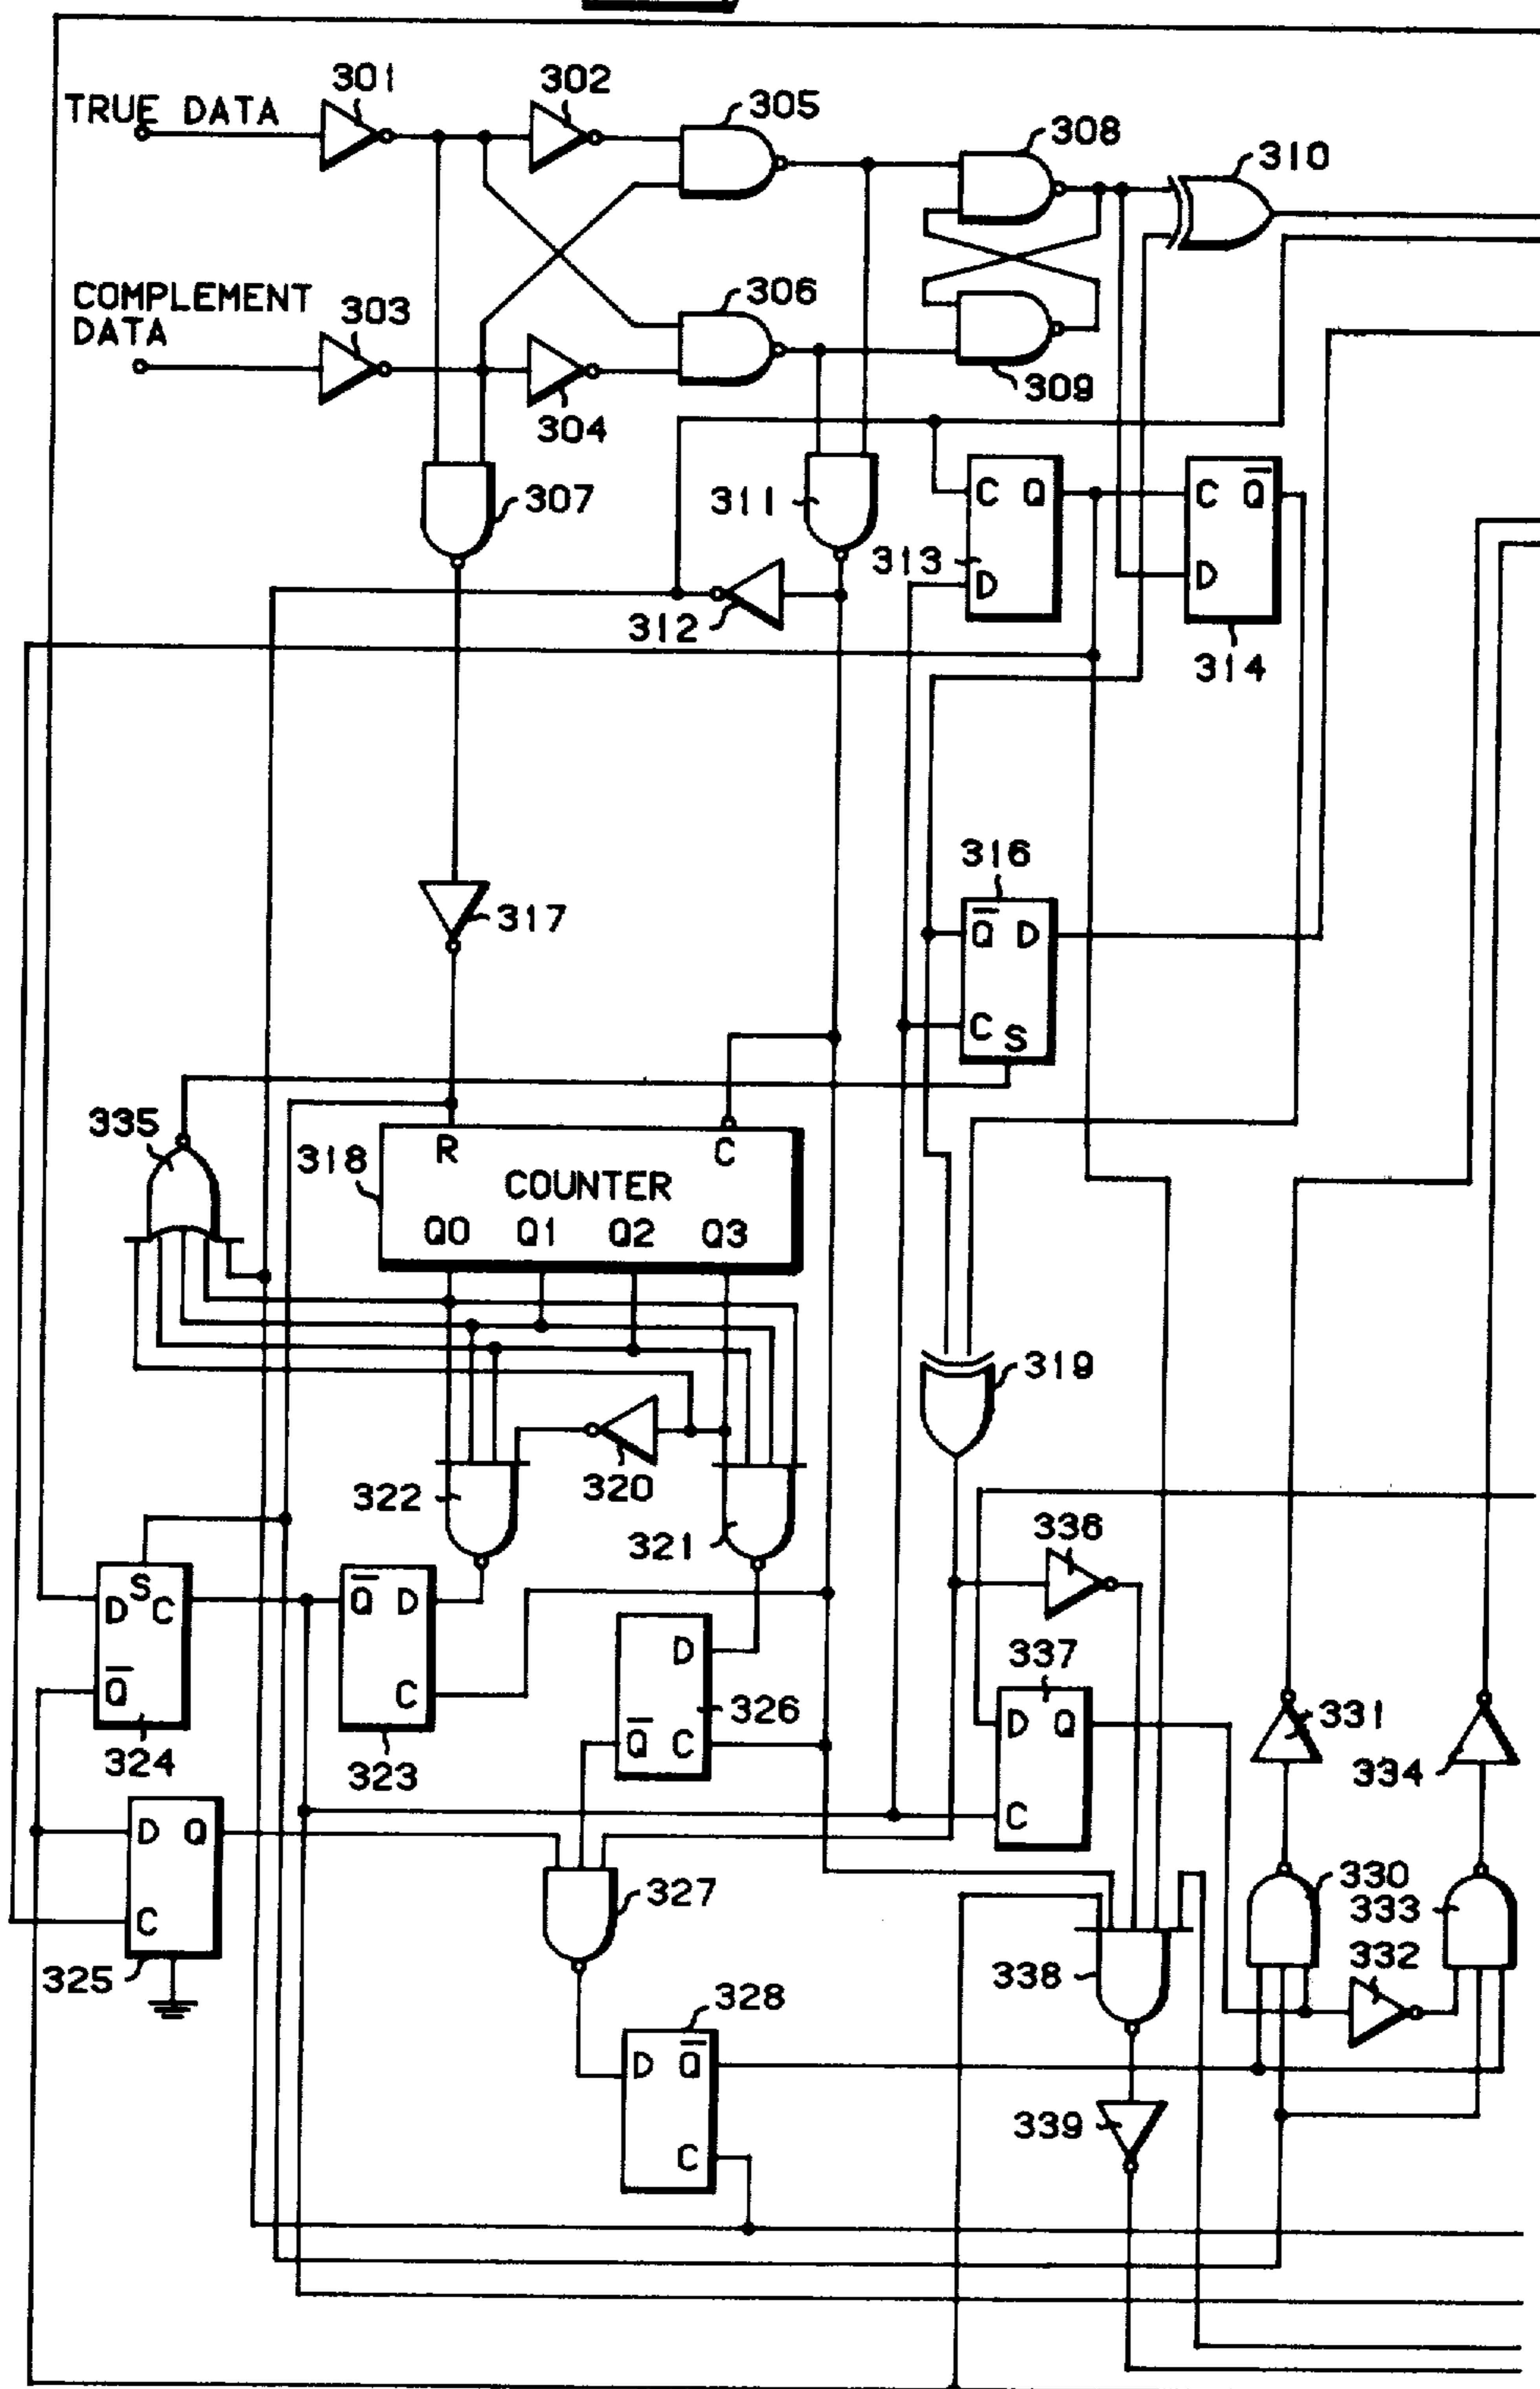 301
302
305
308
310
TRUE DATA
COMPLEMENT
DATA
303
306
304
309
307
311
C Q
C Q̅
313
D
D
312
314
316
Q̅ D
317
C S
335
318
R
C
COUNTER
Q0 Q1 Q2 Q3
319
322
320
321
336
S
D C
Q̅ D
D
337
Q̅
C
326
D Q
331
324
323
Q̅ C
334
D Q
C
330
327
333
C
325
338
332
328
D Q̅
339
C